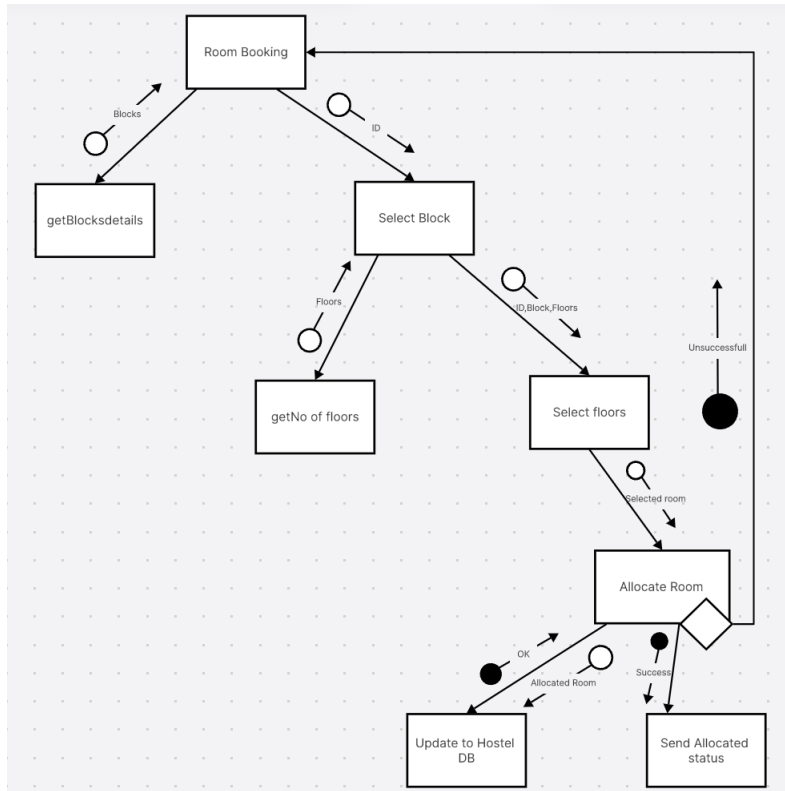 Room Booking
Blocks
ID
getBlocksdetails
Select Block
Floors
ID,Block,Floors
Unsuccessfull
getNo of floors
Select floors
Selected room
Allocate Room
OK
Allocated Room
Success
Update to Hostel
DB
Send Allocated
status